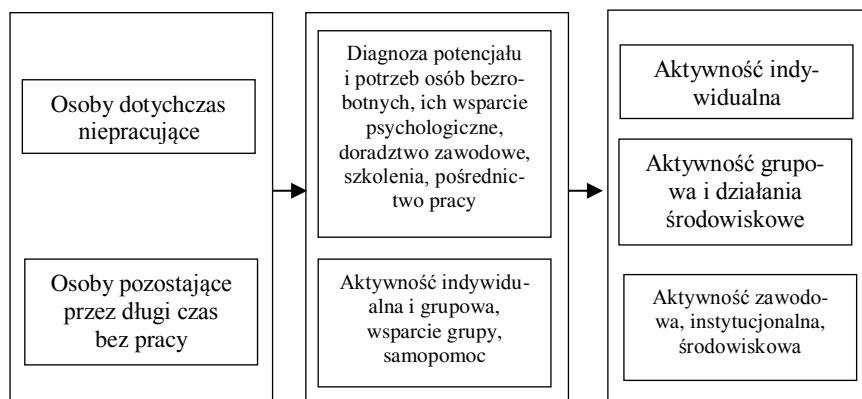 Osoby dotychczas
niepracujące
Osoby pozostające
przez długi czas
bez pracy
Diagnoza potencjału
i potrzeb osób bezro-
botnych, ich wsparcie
psychologiczne,
doradztwo zawodowe,
szkolenia, pośrednic-
two pracy
Aktywność indywidu-
alna i grupowa,
wsparcie grupy,
samopomoc
Aktywność indy-
widualna
Aktywność grupo-
wa i działania
środowiskowe
Aktywność zawodo-
wa, instytucjonalna,
środowiskowa